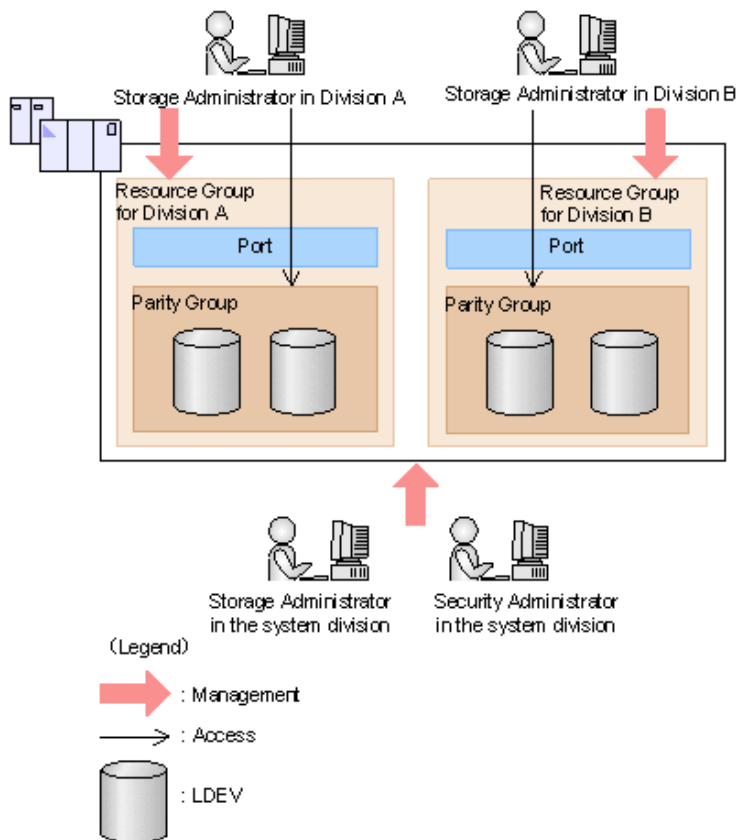 Storage Administrator in Division A
Storage Administrator in Division B
Resource Group
for Division A
Port
Parity Group
Resource Group
for Division B
Port
Parity Group
Storage Administrator
in the system division
Security Administrator
in the system division
(Legend)
: Management
: Access
: LDEV